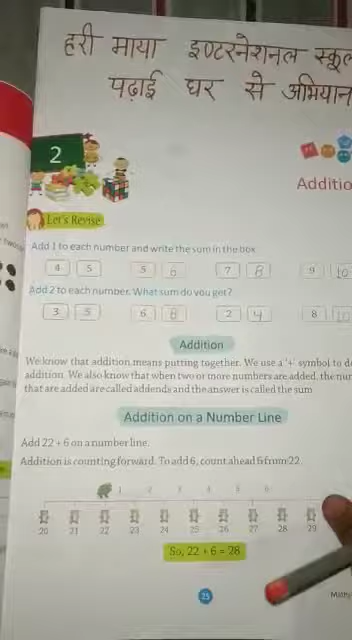 हरी माया इण्टरनेशनल स्कूल
पढ़ाई घर से अभियान
2
Additio
Let's Revise
Add 1 to each number and write the sum in the box.
4 5 5 6 7 8 9 10
Add 2 to each number. What sum do you get?
3 5 6 8 2 4 8 10
Addition
We know that addition means putting together. We use a '+' symbol to d
addition. We also know that when two or more numbers are added, the nu
that are added are called addends and the answer is called the sum.
Addition on a Number Line
Add 22 + 6 on a number line.
Addition is counting forward. To add 6, count ahead 6 from 22.
1 2 3 4 5 6
20 21 22 23 24 25 26 27 28 29
So, 22 + 6 = 28
25
Maths